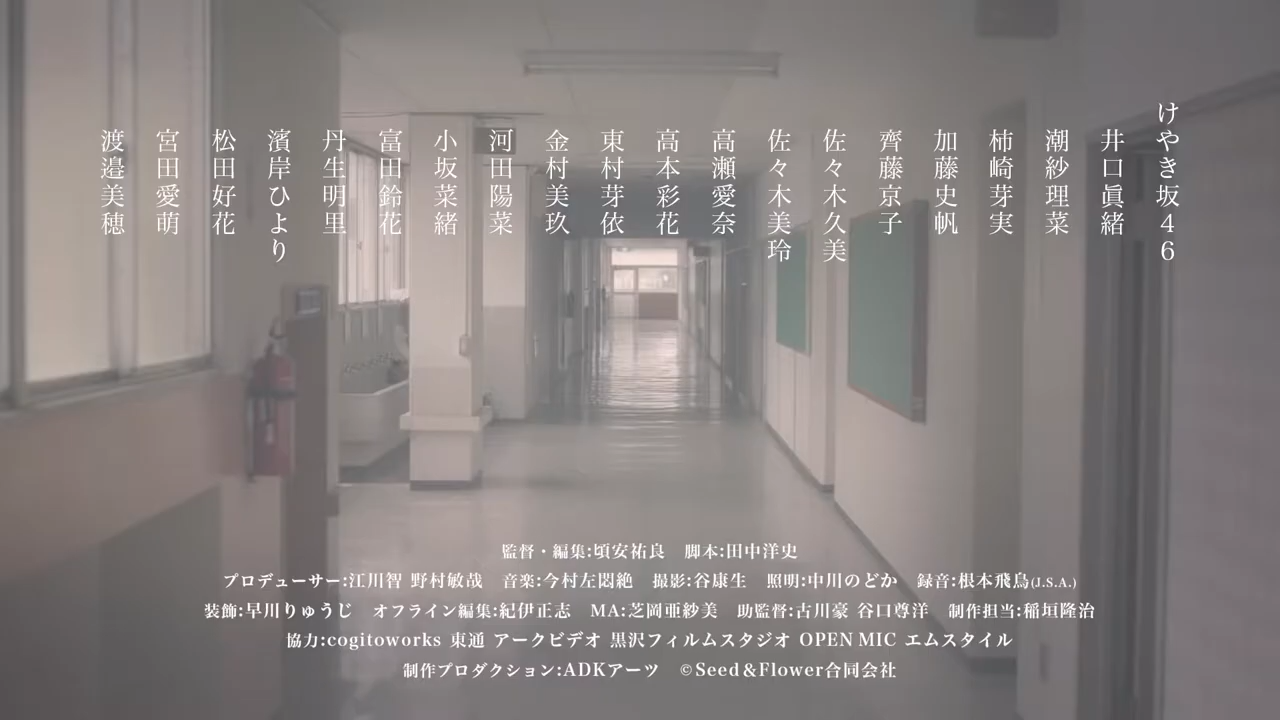 けやき坂46
井口眞緒
潮紗理菜
柿崎芽実
加藤史帆
齊藤京子
佐々木久美
佐々木美玲
高瀬愛奈
高本彩花
東村芽依
金村美玖
河田陽菜
小坂菜緒
富田鈴花
丹生明里
濱岸ひより
松田好花
宮田愛萌
渡邉美穂
監督・編集:頃安祐良　脚本:田中洋史
プロデューサー:江川智 野村敏哉　音楽:今村左悶絶　撮影:谷康生　照明:中川のどか　録音:根本飛鳥(J.S.A.)
装飾:早川りゅうじ　オフライン編集:紀伊正志　MA:芝岡亜紗美　助監督:古川豪 谷口尊洋　制作担当:稲垣隆治
協力:cogitoworks 東通 アークビデオ 黒沢フィルムスタジオ OPEN MIC エムスタイル
制作プロダクション:ADKアーツ　©Seed&Flower合同会社